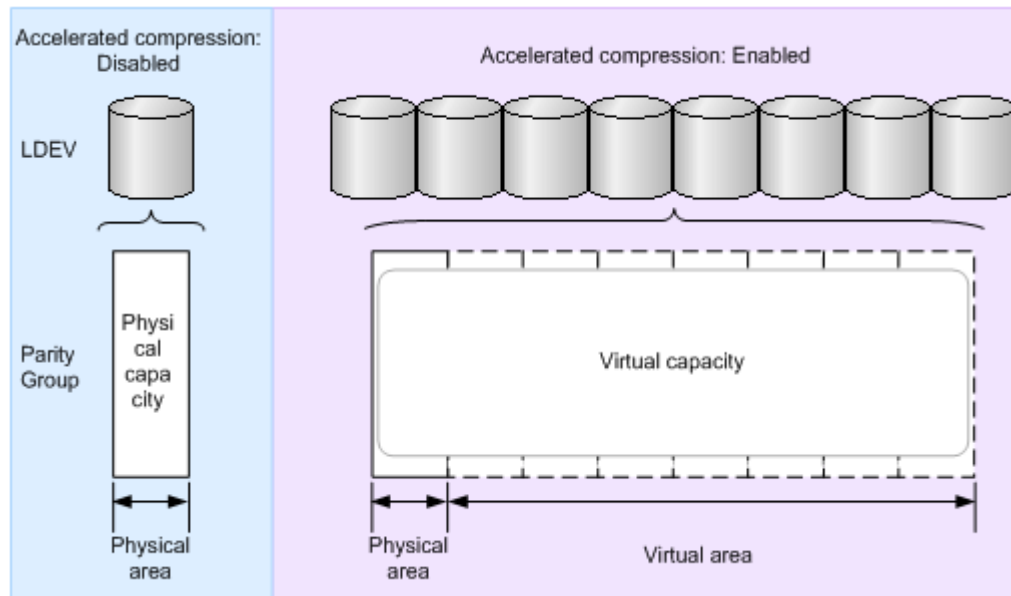 Accelerated compression:
Disabled
Accelerated compression: Enabled
LDEV
Parity
Group
Physi
cal
capa
city
Virtual capacity
Physical
area
Physical
area
Virtual area